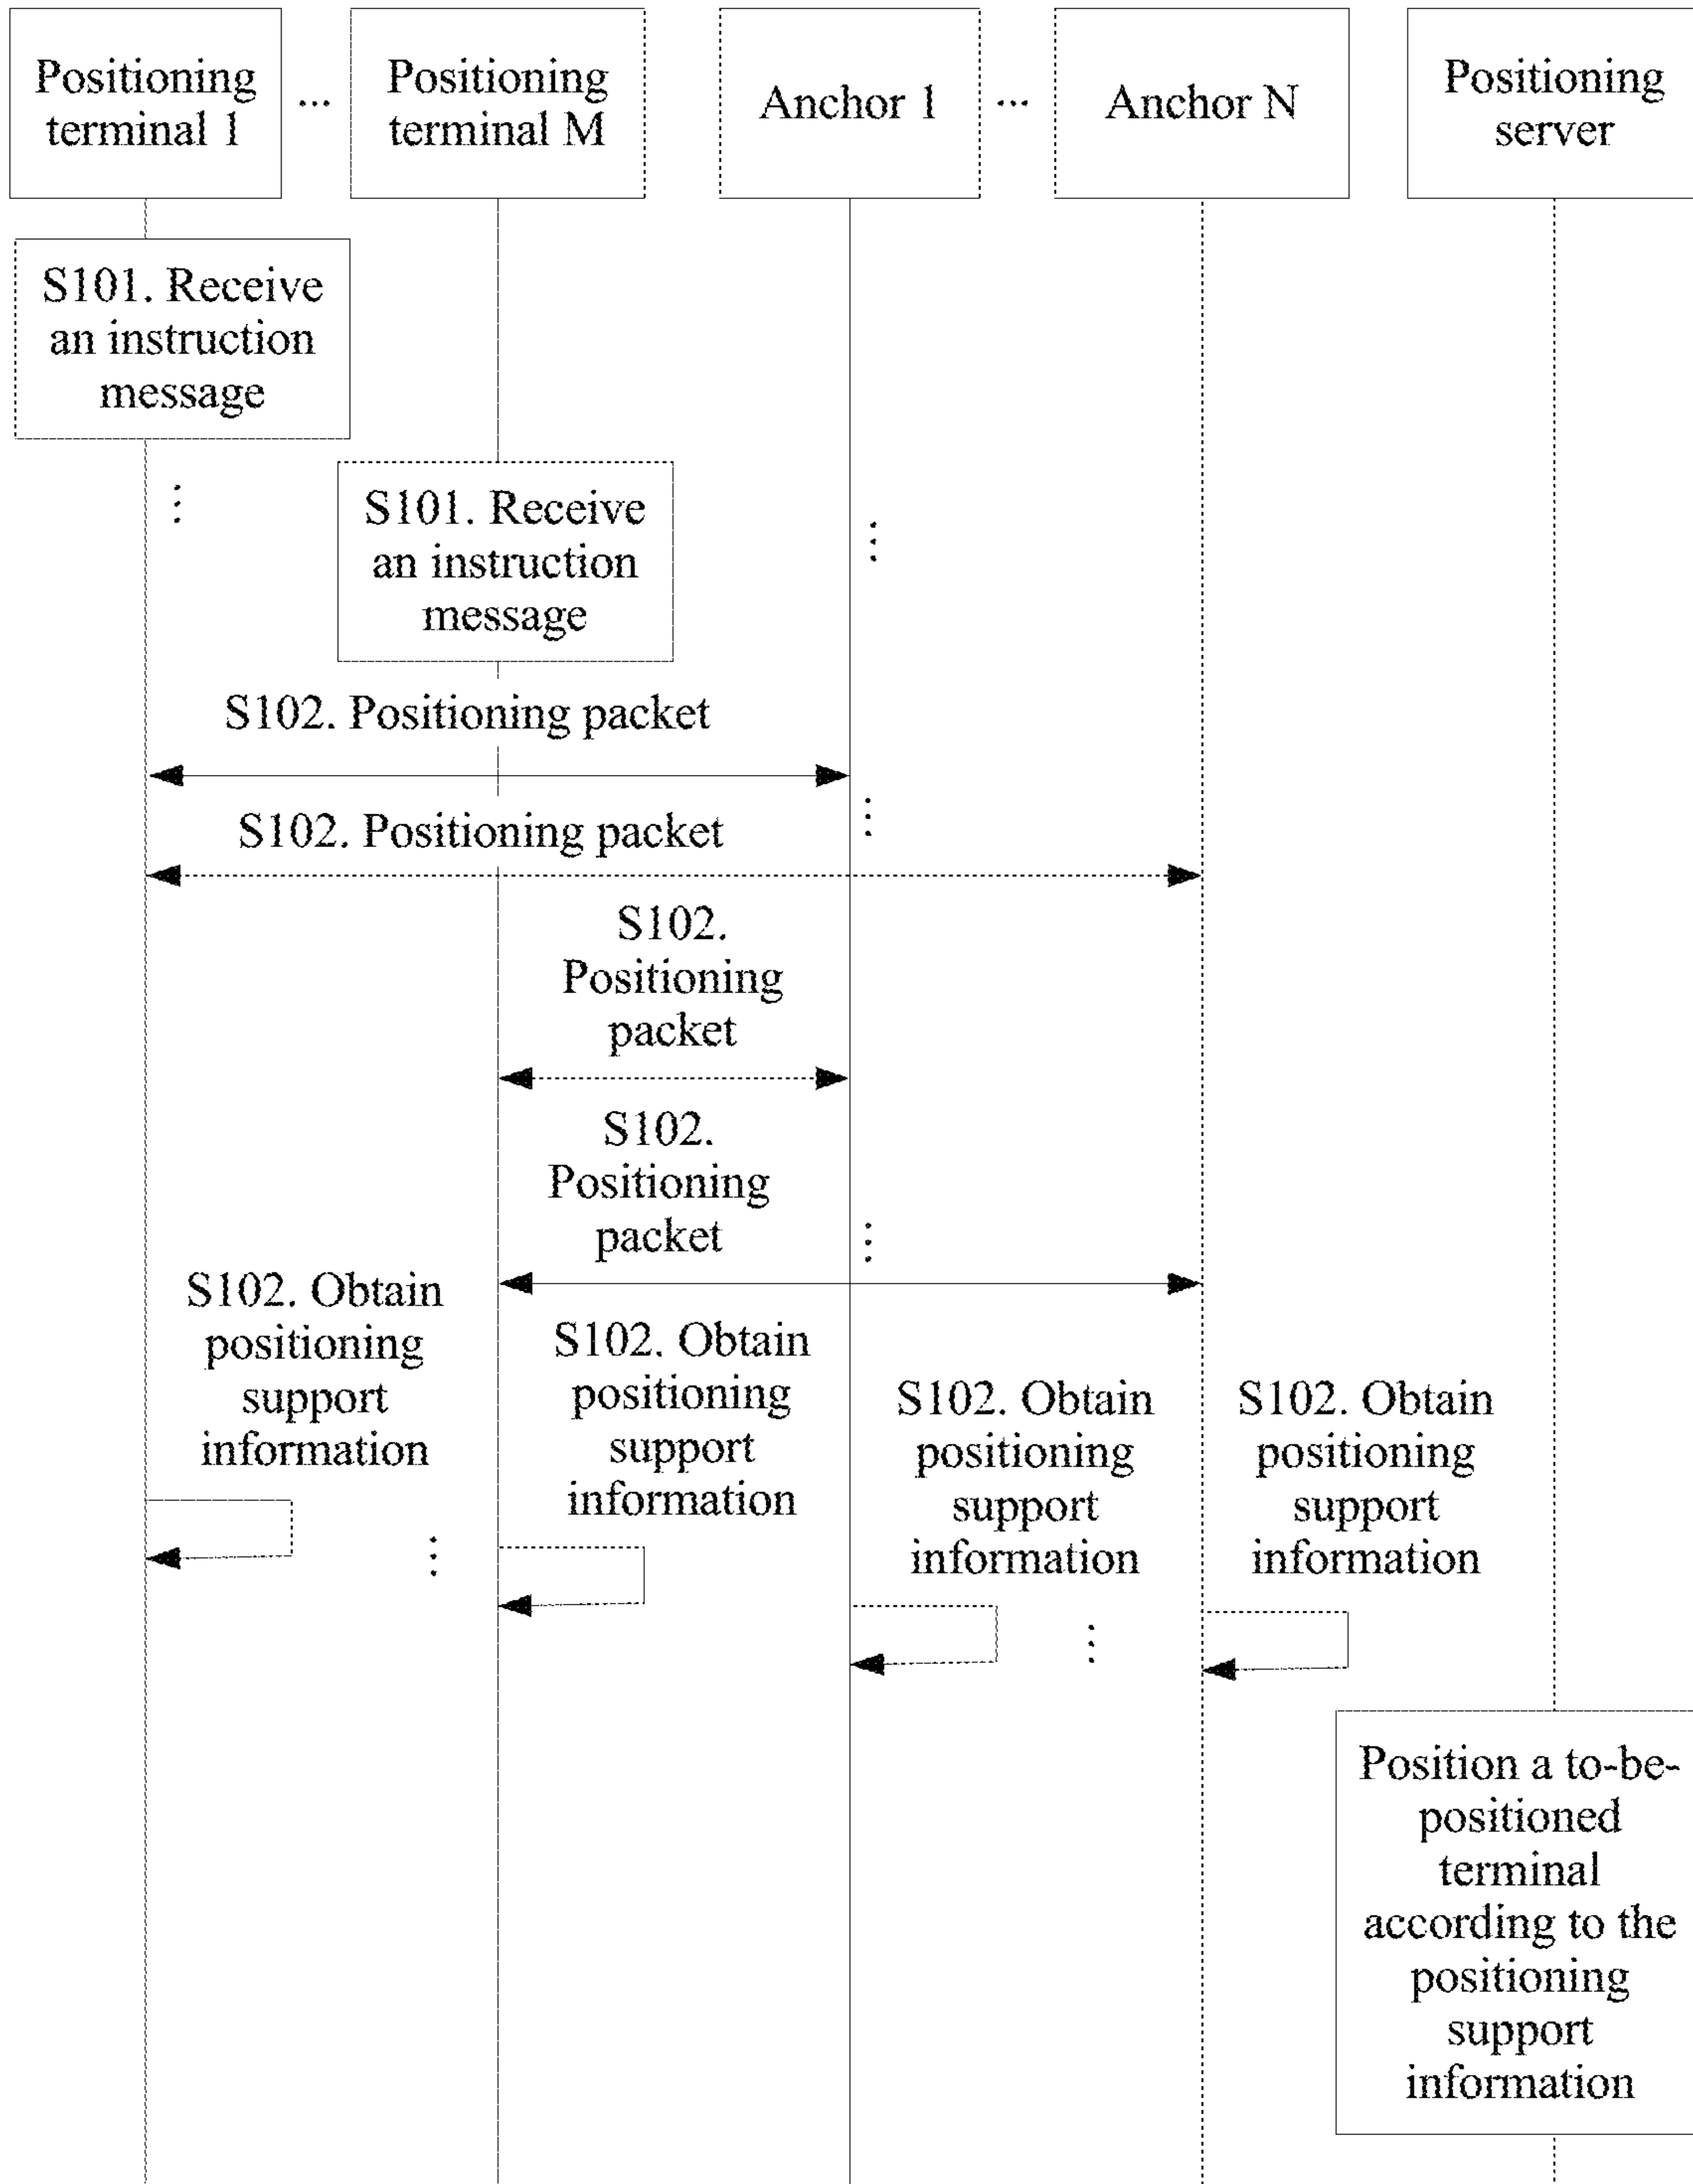 Positioning
terminal 1
...
Positioning
terminal M
Anchor 1
...
Anchor N
Positioning
server
S101. Receive
an instruction
message
S101. Receive
an instruction
message
S102. Positioning packet
S102. Positioning packet
S102.
Positioning
packet
S102.
Positioning
packet
S102. Obtain
positioning
support
information
S102. Obtain
positioning
support
information
S102. Obtain
positioning
support
information
S102. Obtain
positioning
support
information
Position a to-be-
positioned
terminal
according to the
positioning
support
information